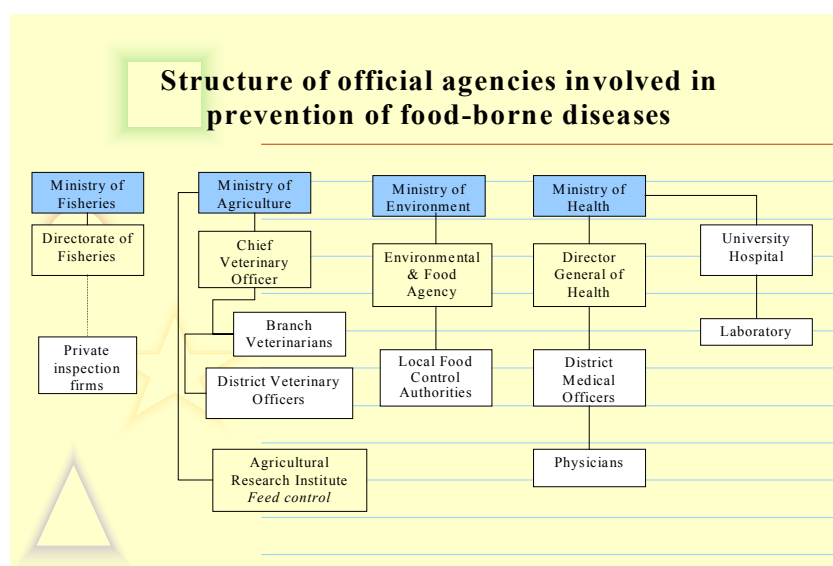 Structure of official agencies involved in
prevention of food-borne diseases
Ministry of
Fisheries
Directorate of
Fisheries
Private
inspection
firms
Ministry of
Agriculture
Chief
Veterinary
Officer
Branch
Veterinarians
District Veterinary
Officers
Agricultural
Research Institute
Feed control
Ministry of
Environment
Environmental
& Food
Agency
Local Food
Control
Authorities
Ministry of
Health
Director
General of
Health
District
Medical
Officers
Physicians
University
Hospital
Laboratory